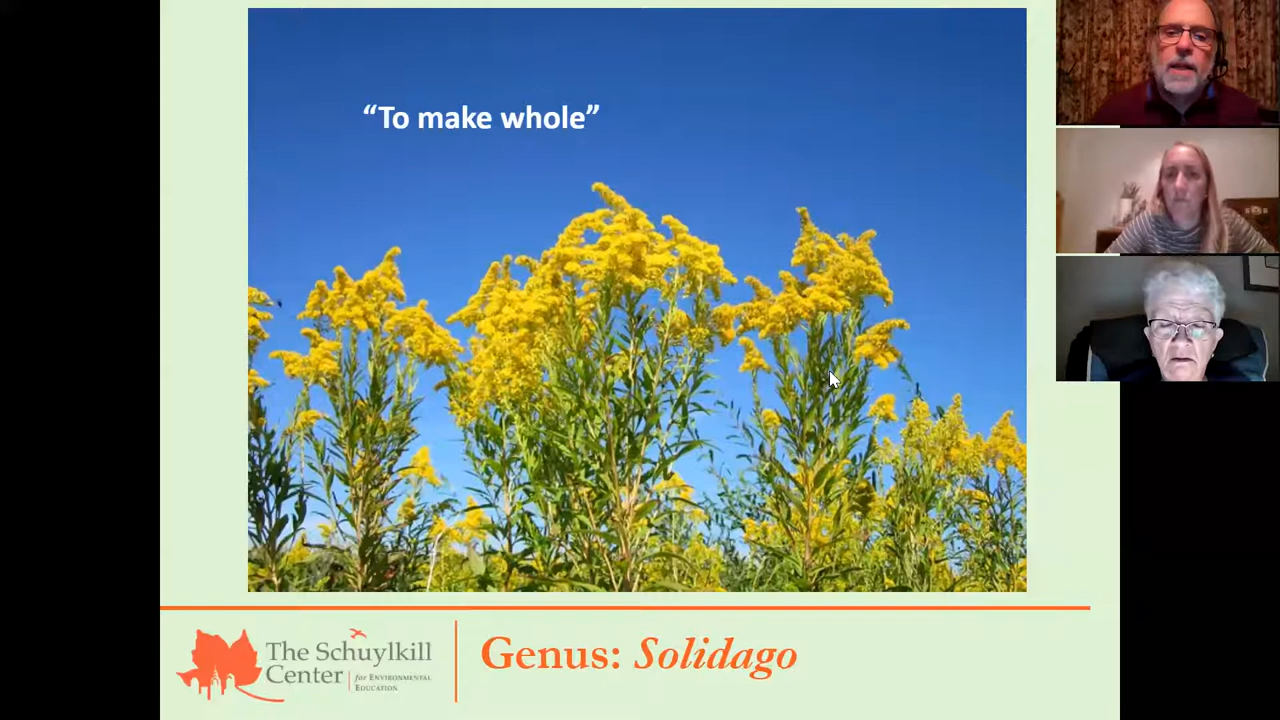 “To make whole”
The Schuylkill
Center
for ENVIRONMENTAL
EDUCATION
Genus: Solidago